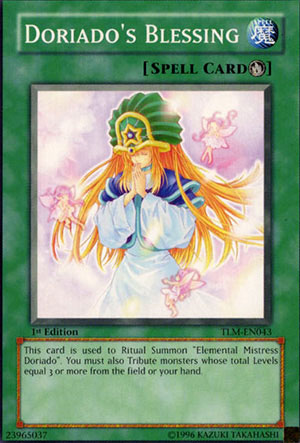 DORIADO'S BLESSING
魔
[SPELL CARD]
1st Edition
TLM-EN043
This card is used to Ritual Summon "Elemental Mistress
Doriado". You must also Tribute monsters whose total Levels
equal 3 or more from the field or your hand.
23965037
©1996 KAZUKI TAKAHASHI